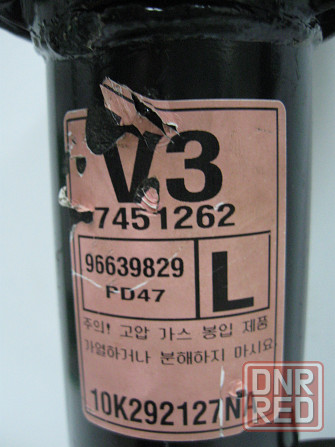 V3
7451262
96639829
FD47
L
주의! 고압 가스 봉입 제품
가열하거나 분해하지 마시요
10K292127N
DNR
RED